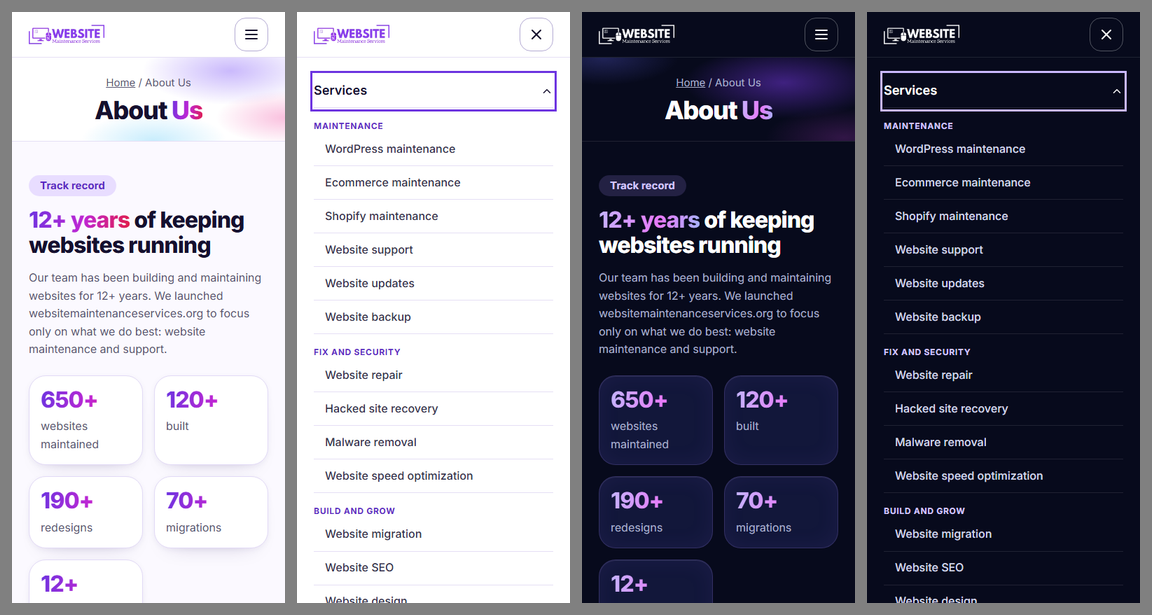 WEBSITE
Maintenance Services
Home / About Us
About Us
Track record
12+ years of keeping
websites running
Our team has been building and maintaining
websites for 12+ years. We launched
websitemaintenanceservices.org to focus
only on what we do best: website
maintenance and support.
650+
websites
maintained
120+
built
190+
redesigns
70+
migrations
12+
WEBSITE
Maintenance Services
Services
MAINTENANCE
WordPress maintenance
Ecommerce maintenance
Shopify maintenance
Website support
Website updates
Website backup
FIX AND SECURITY
Website repair
Hacked site recovery
Malware removal
Website speed optimization
BUILD AND GROW
Website migration
Website SEO
Website design
WEBSITE
Maintenance Services
Home / About Us
About Us
Track record
12+ years of keeping
websites running
Our team has been building and maintaining
websites for 12+ years. We launched
websitemaintenanceservices.org to focus
only on what we do best: website
maintenance and support.
650+
websites
maintained
120+
built
190+
redesigns
70+
migrations
12+
WEBSITE
Maintenance Services
Services
MAINTENANCE
WordPress maintenance
Ecommerce maintenance
Shopify maintenance
Website support
Website updates
Website backup
FIX AND SECURITY
Website repair
Hacked site recovery
Malware removal
Website speed optimization
BUILD AND GROW
Website migration
Website SEO
Website design